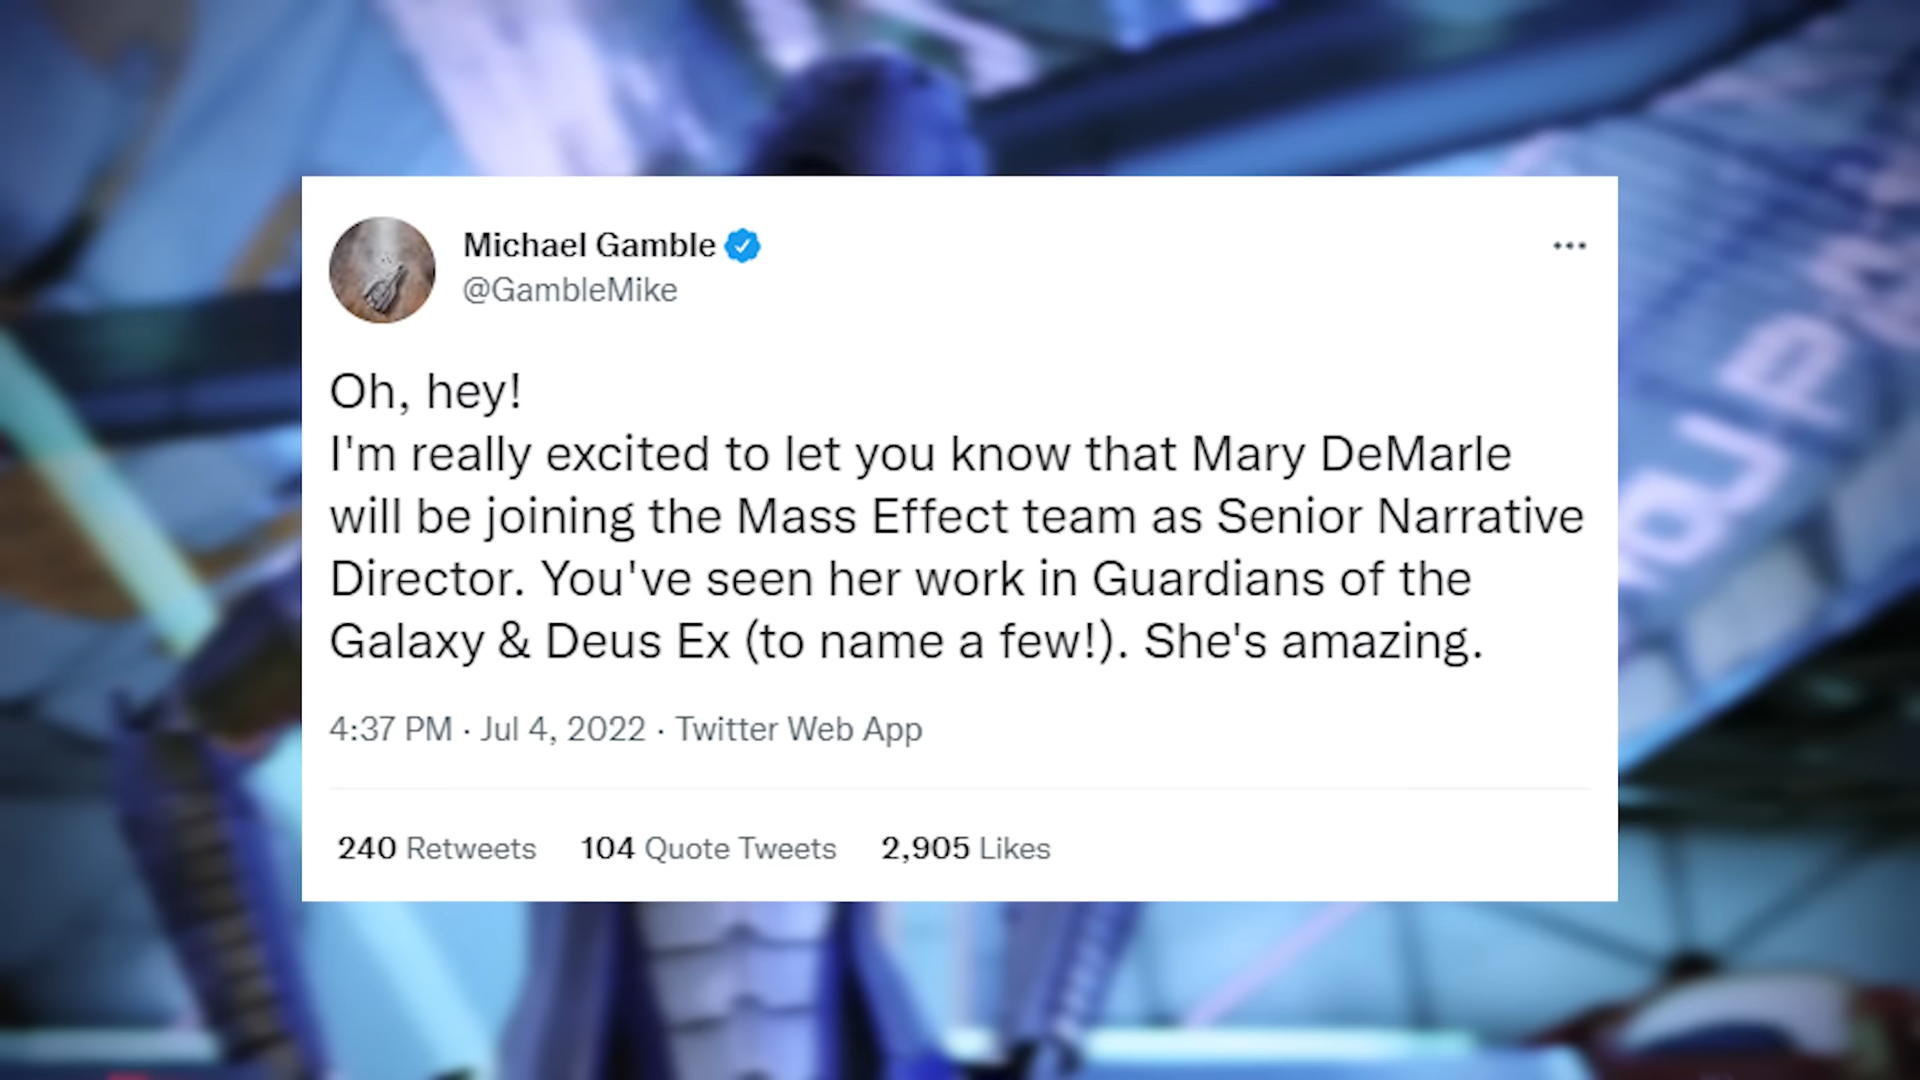 Michael Gamble
@GambleMike
Oh, hey!
I'm really excited to let you know that Mary DeMarle
will be joining the Mass Effect team as Senior Narrative
Director. You've seen her work in Guardians of the
Galaxy & Deus Ex (to name a few!). She's amazing.
4:37 PM · Jul 4, 2022 · Twitter Web App
240 Retweets 104 Quote Tweets 2,905 Likes